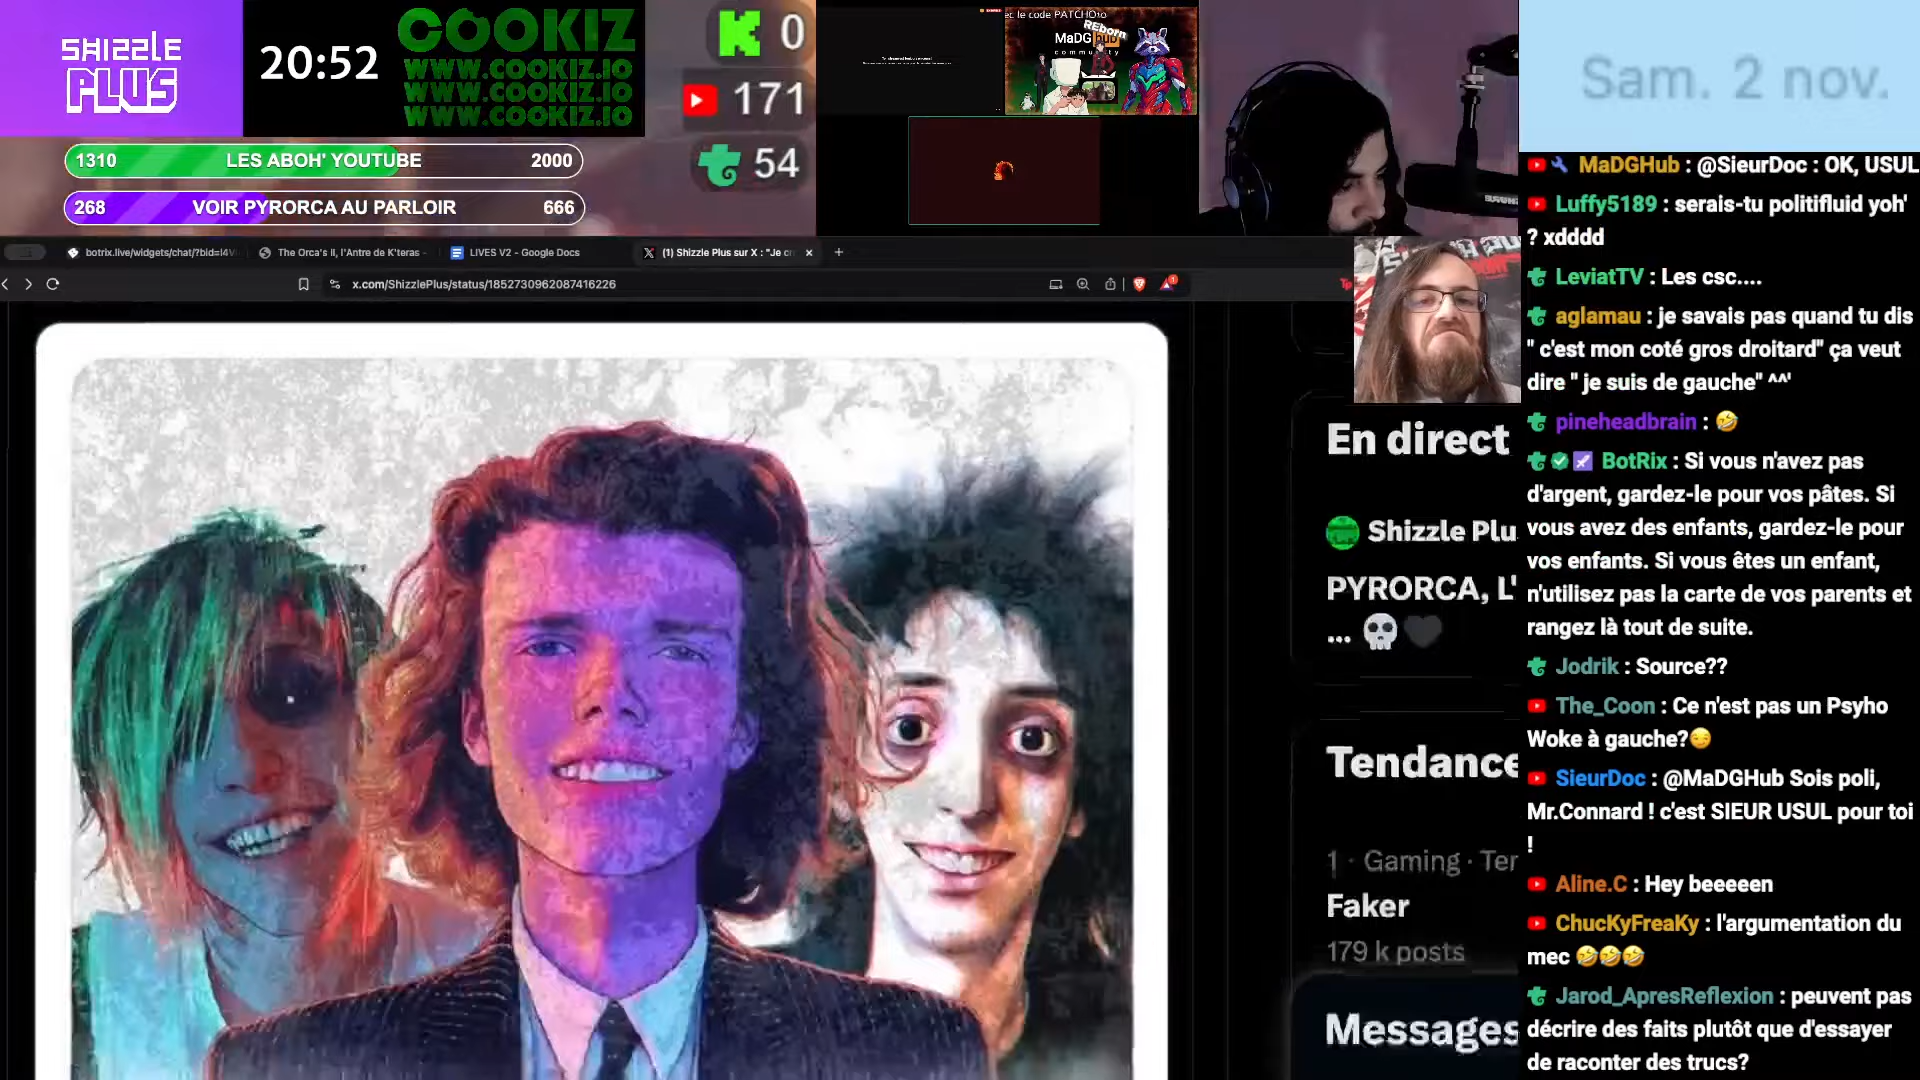 SHIZZLE
PLUS
20:52
COOKIZ
WWW.COOKIZ.IO
WWW.COOKIZ.IO
WWW.COOKIZ.IO
0
171
54
1310 LES ABOH' YOUTUBE 2000
268 VOIR PYRORCA AU PARLOIR 666
ec le code PATCHO10
REborn
MaDG hub
community
Sam. 2 nov.
botrix.live/widgets/chat/?bid=I4V
The Orca's II, l'Antre de K'teras -
LIVES V2 - Google Docs
(1) Shizzle Plus sur X : "Je cr
x.com/ShizzlePlus/status/1852730962087416226
En direct
Shizzle Plu
PYRORCA, L'
... 💀🖤
Tendance
1 · Gaming · Ter
Faker
179 k posts
Messages
MaDGHub : @SieurDoc : OK, USUL
Luffy5189 : serais-tu politifluid yoh'
? xdddd
LeviatTV : Les csc....
aglamau : je savais pas quand tu dis
" c'est mon coté gros droitard" ça veut
dire " je suis de gauche" ^^'
pineheadbrain : 🤣
BotRix : Si vous n'avez pas
d'argent, gardez-le pour vos pâtes. Si
vous avez des enfants, gardez-le pour
vos enfants. Si vous êtes un enfant,
n'utilisez pas la carte de vos parents et
rangez là tout de suite.
Jodrik : Source??
The_Coon : Ce n'est pas un Psyho
Woke à gauche?😏
SieurDoc : @MaDGHub Sois poli,
Mr.Connard ! c'est SIEUR USUL pour toi
!
Aline.C : Hey beeeeen
ChucKyFreaKy : l'argumentation du
mec 🤣🤣🤣
Jarod_ApresReflexion : peuvent pas
décrire des faits plutôt que d'essayer
de raconter des trucs?